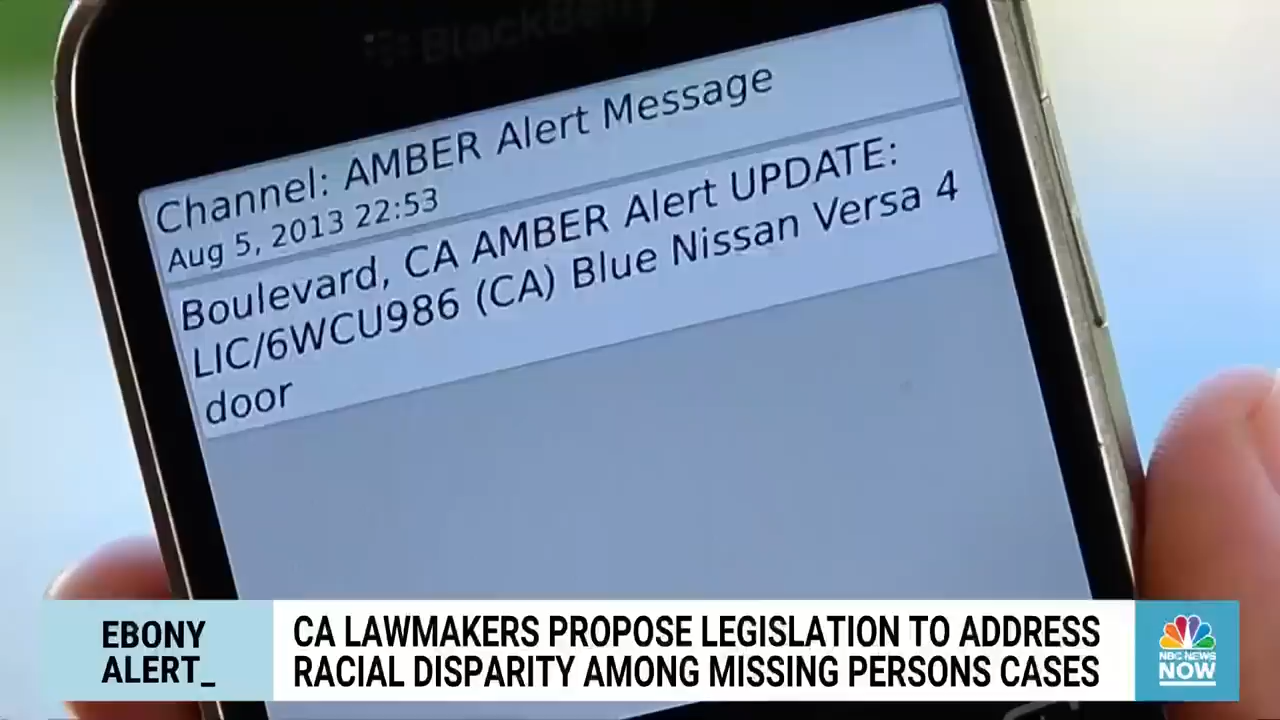 BlackBerry
Channel: AMBER Alert Message
Aug 5, 2013 22:53
Boulevard, CA AMBER Alert UPDATE:
LIC/6WCU986 (CA) Blue Nissan Versa 4
door
EBONY
ALERT_
CA LAWMAKERS PROPOSE LEGISLATION TO ADDRESS
RACIAL DISPARITY AMONG MISSING PERSONS CASES
NBC NEWS
NOW